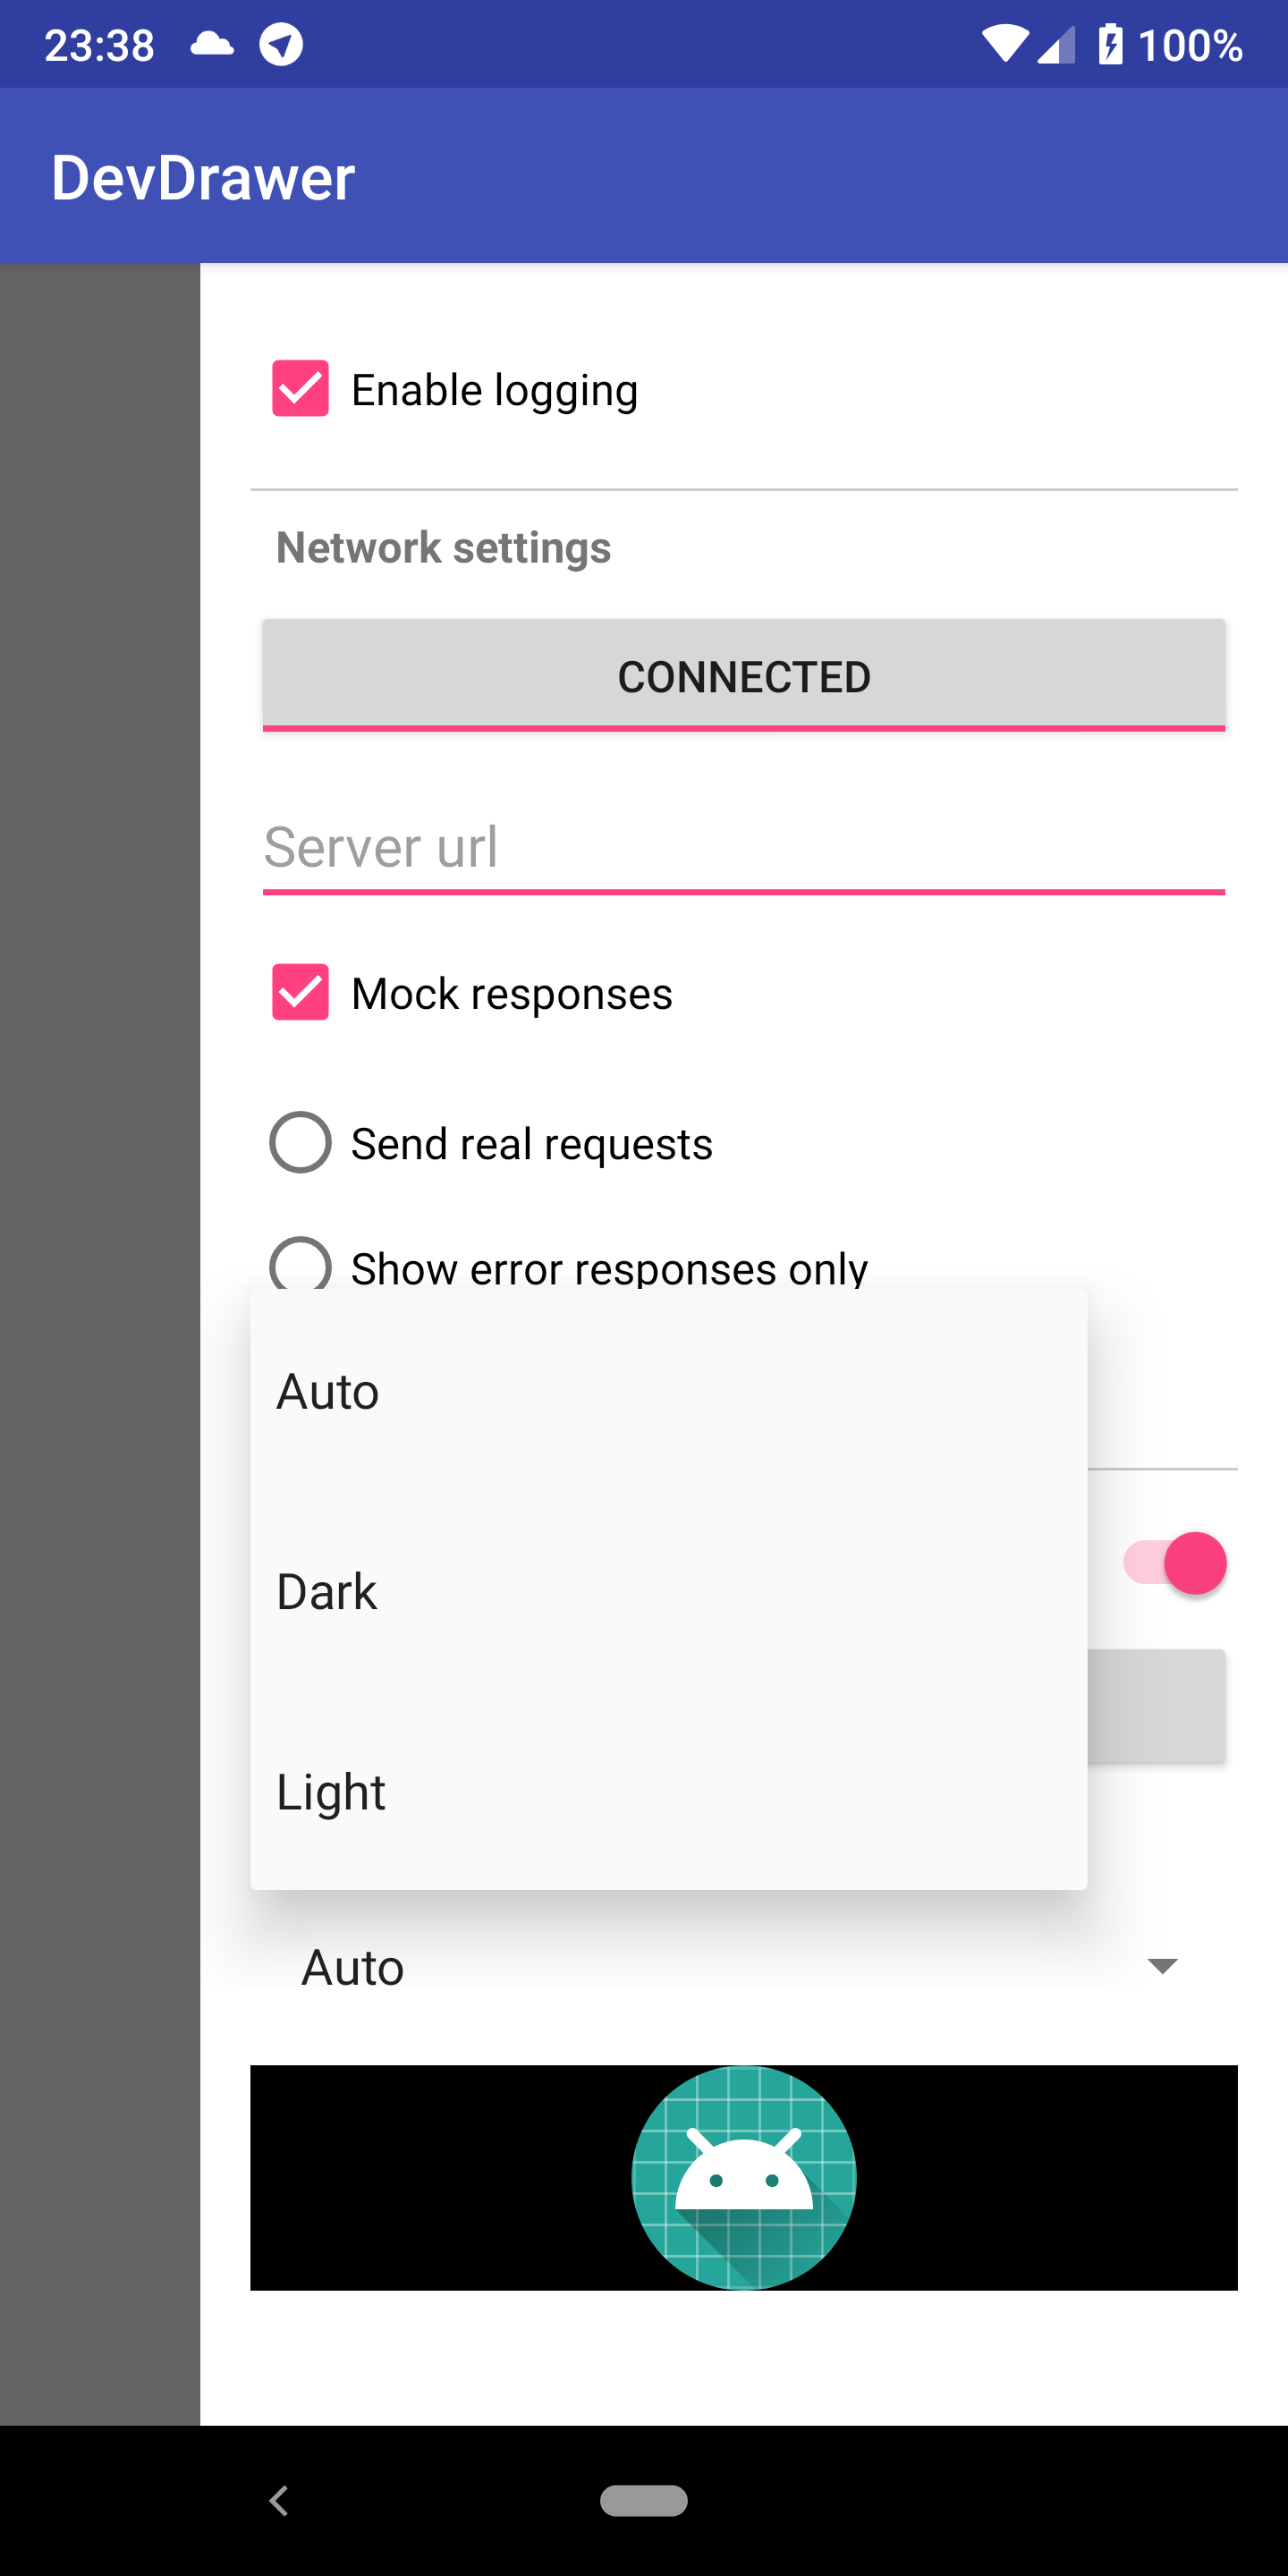 23:38 100%
DevDrawer
Enable logging
Network settings
CONNECTED
Server url
Mock responses
Send real requests
Show error responses only
Auto
Dark
Light
Auto